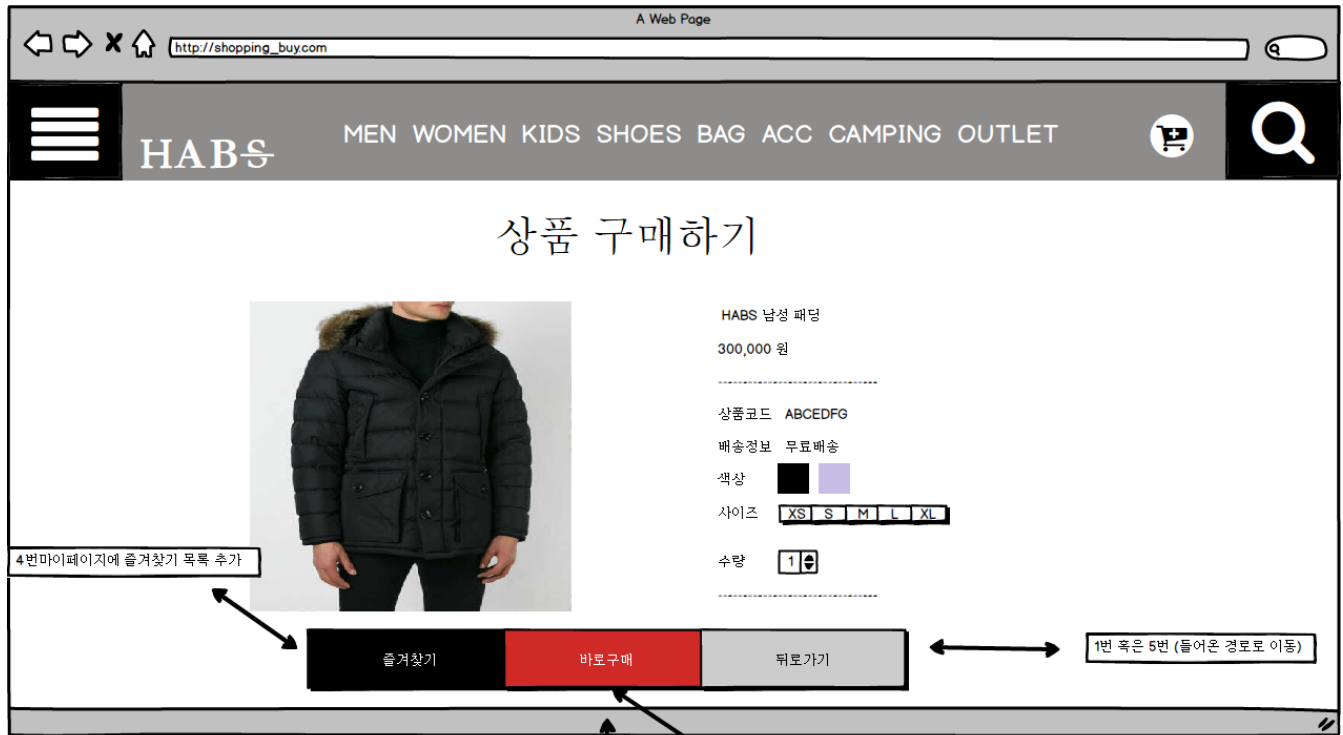 A Web Page
http://shopping_buy.com
HABS
MEN WOMEN KIDS SHOES BAG ACC CAMPING OUTLET
상품 구매하기
HABS 남성 패딩
300,000 원
--------------------------------
상품코드 ABCEDFG
배송정보 무료배송
색상
사이즈 XS S M L XL
수량 1
--------------------------------
4번마이페이지에 즐겨찾기 목록 추가
즐겨찾기 바로구매 뒤로가기
1번 혹은 5번 (들어온 경로로 이동)